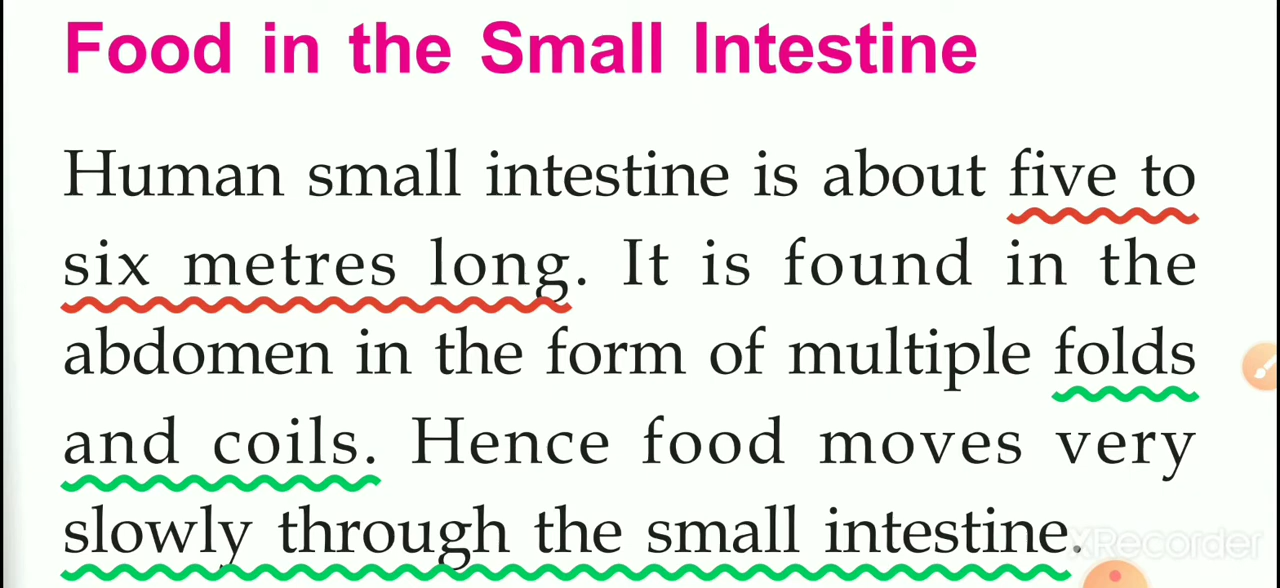 Food in the Small Intestine
Human small intestine is about five to
six metres long. It is found in the
abdomen in the form of multiple folds
and coils. Hence food moves very
slowly through the small intestine.
XRecorder